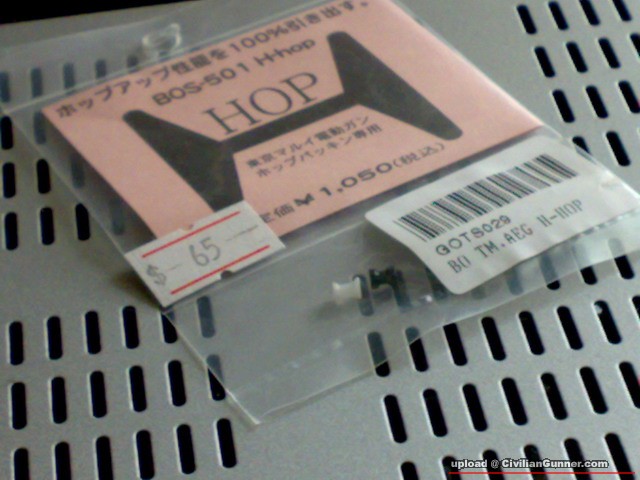 ホップアップ性能を100%引き出す。
BOS-501 H-hop
HOP
東京マルイ電動ガン
ホップパッキン専用
定価¥1,050(税込)
$ 65
GOTS029
BO TM.AEG H-HOP
upload @ CivilianGunner.com